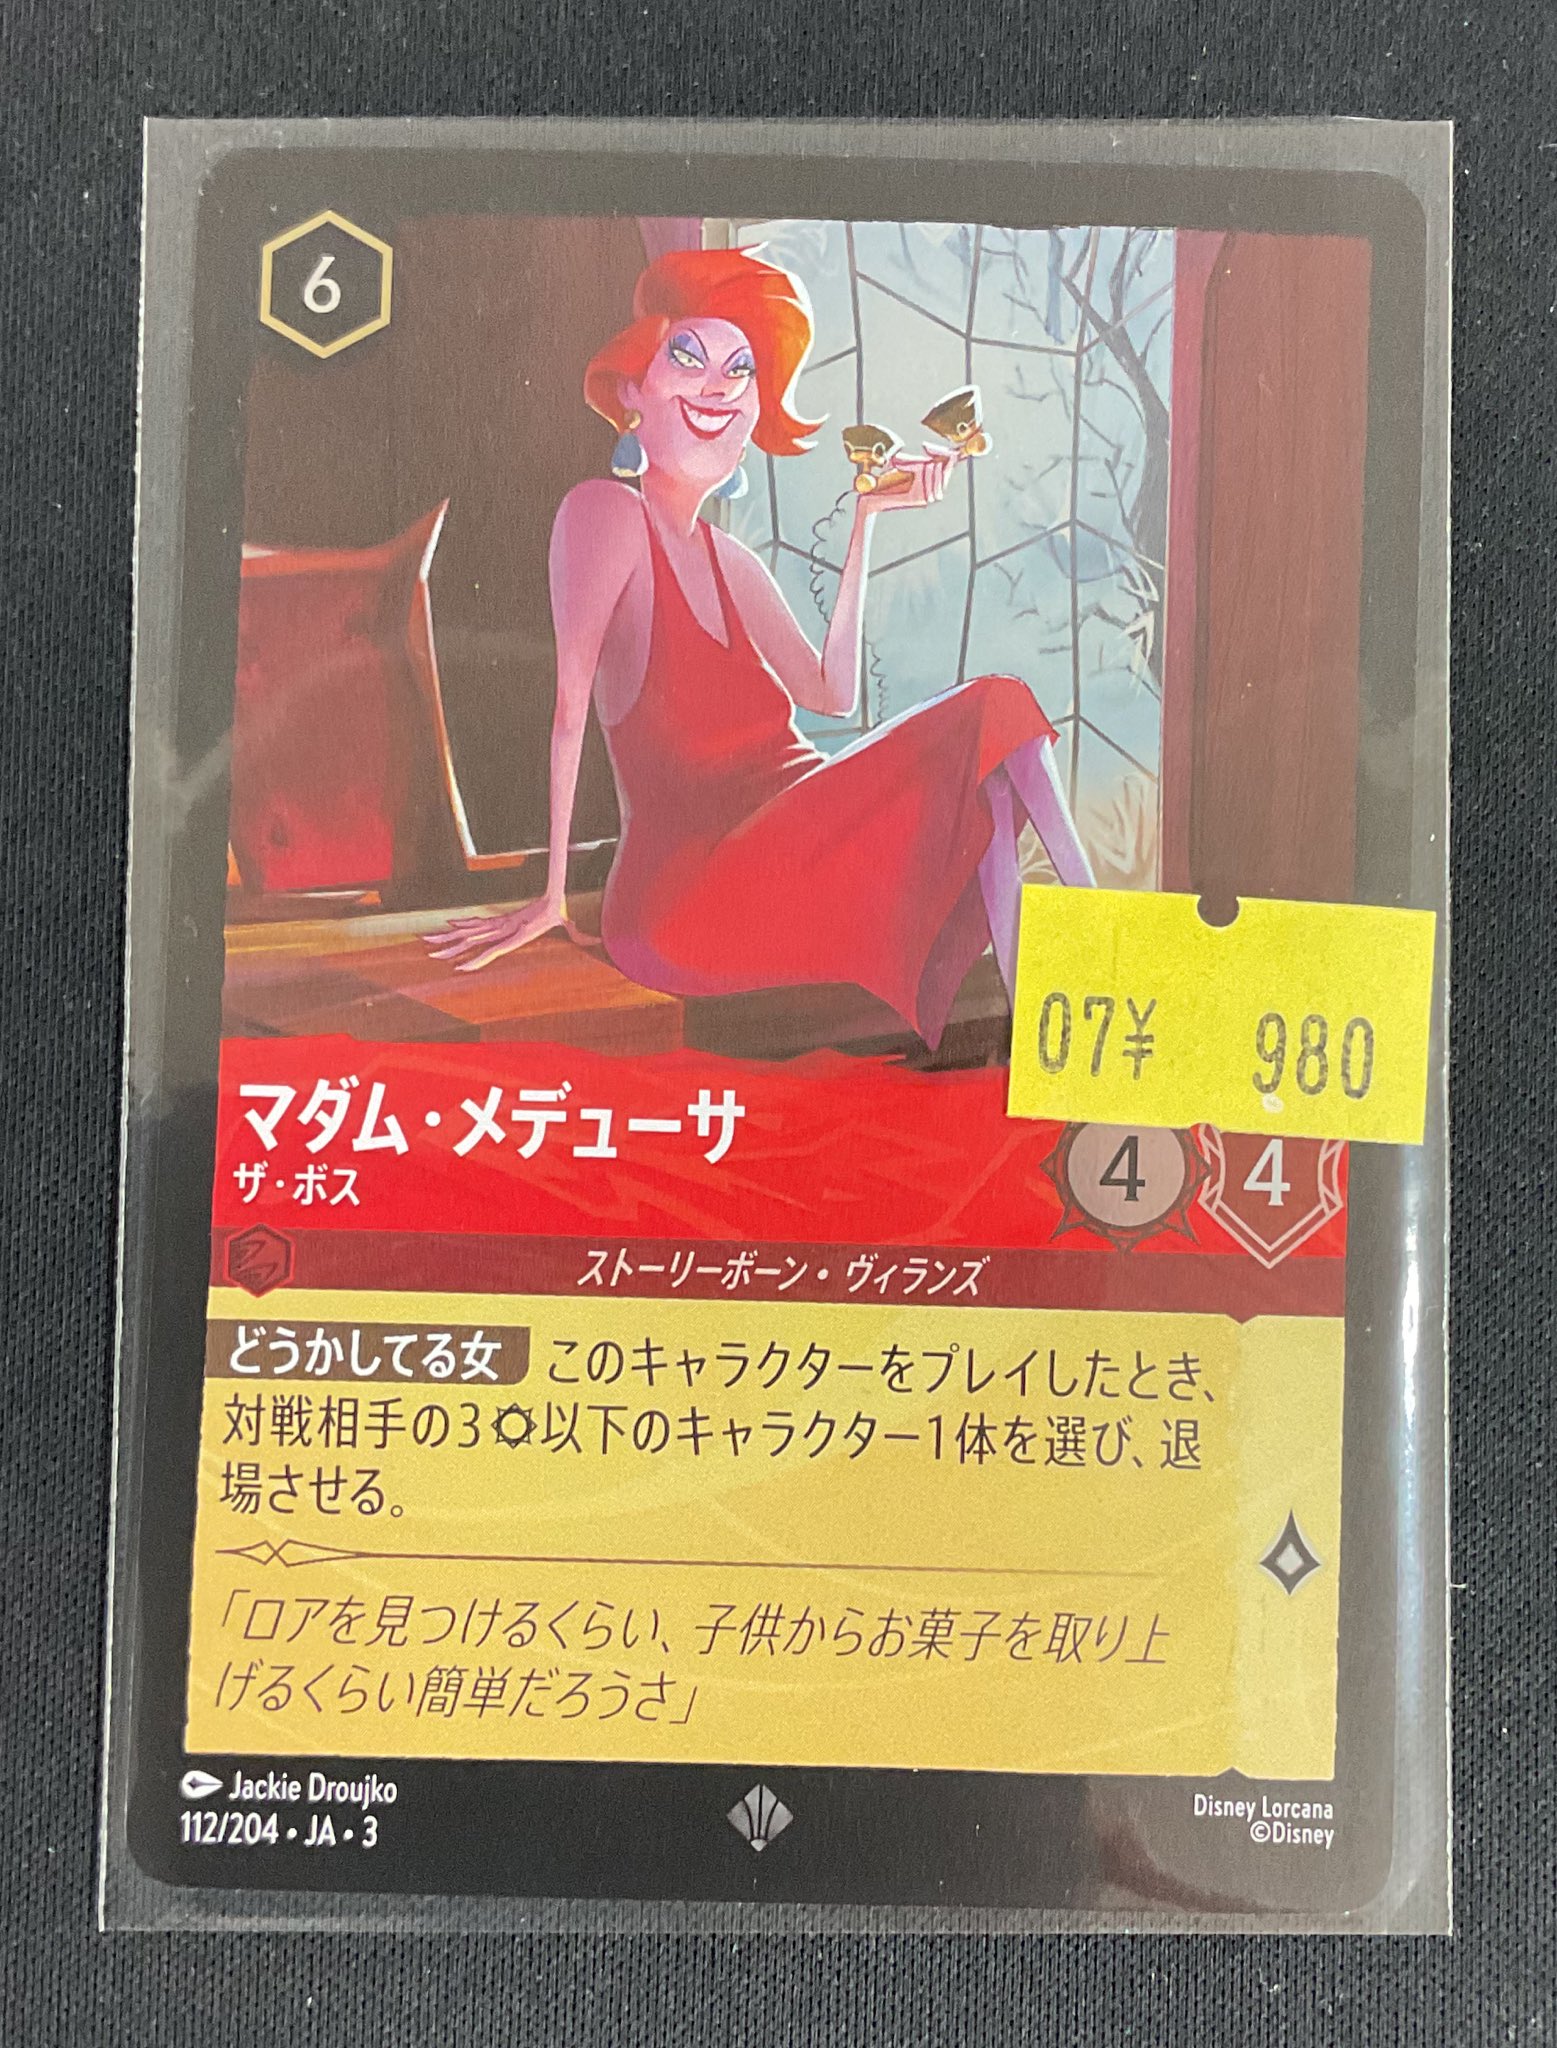 6
07¥ 980
マダム・メデューサ
ザ・ボス
4 4
ストーリーボーン・ヴィランズ
どうかしてる女 このキャラクターをプレイしたとき、
対戦相手の3以下のキャラクター1体を選び、退
場させる。
「ロアを見つけるくらい、子供からお菓子を取り上
げるくらい簡単だろうさ」
Jackie Droujko
112/204・JA・3
Disney Lorcana
©Disney